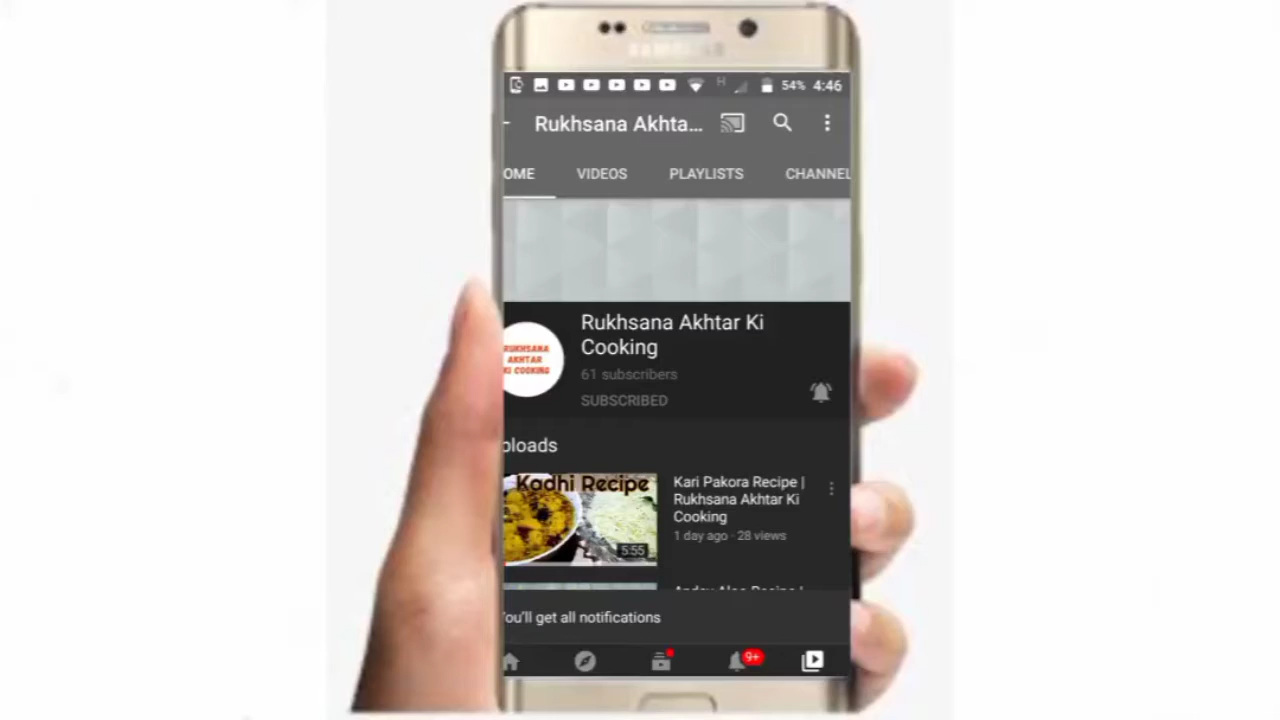 SAMSUNG
H
54% 4:46
Rukhsana Akhta...
OME VIDEOS PLAYLISTS CHANNEL
RUKHSANA
AKHTAR
KI COOKING
Rukhsana Akhtar Ki
Cooking
61 subscribers
SUBSCRIBED
ploads
Kadhi Recipe
5:55
Kari Pakora Recipe |
Rukhsana Akhtar Ki
Cooking
1 day ago · 28 views
You'll get all notifications
9+